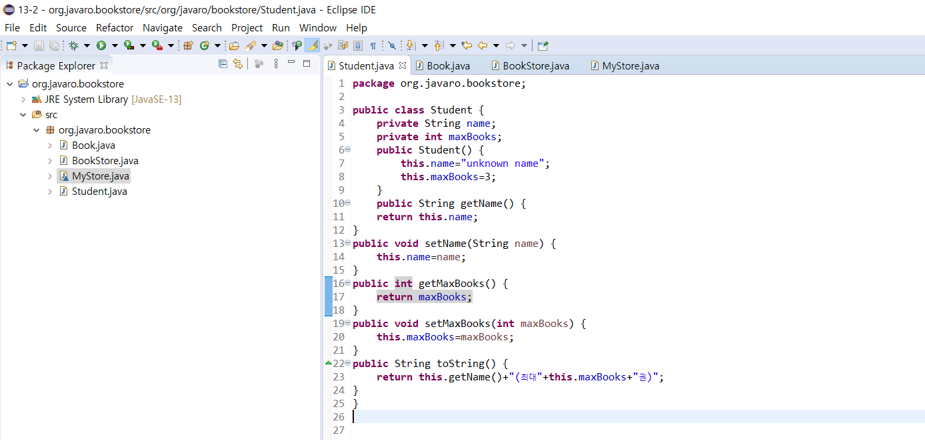 13-2 - org.javaro.bookstore/src/org/javaro/bookstore/Student.java - Eclipse IDE
File Edit Source Refactor Navigate Search Project Run Window Help
Package Explorer
org.javaro.bookstore
JRE System Library [JavaSE-13]
src
org.javaro.bookstore
Book.java
BookStore.java
MyStore.java
Student.java
Student.java Book.java BookStore.java MyStore.java
1 package org.javaro.bookstore;
2
3 public class Student {
4 private String name;
5 private int maxBooks;
6 public Student() {
7 this.name="unknown name";
8 this.maxBooks=3;
9 }
10 public String getName() {
11 return this.name;
12 }
13 public void setName(String name) {
14 this.name=name;
15 }
16 public int getMaxBooks() {
17 return maxBooks;
18 }
19 public void setMaxBooks(int maxBooks) {
20 this.maxBooks=maxBooks;
21 }
22 public String toString() {
23 return this.getName()+"(최대"+this.maxBooks+"권)";
24 }
25 }
26
27